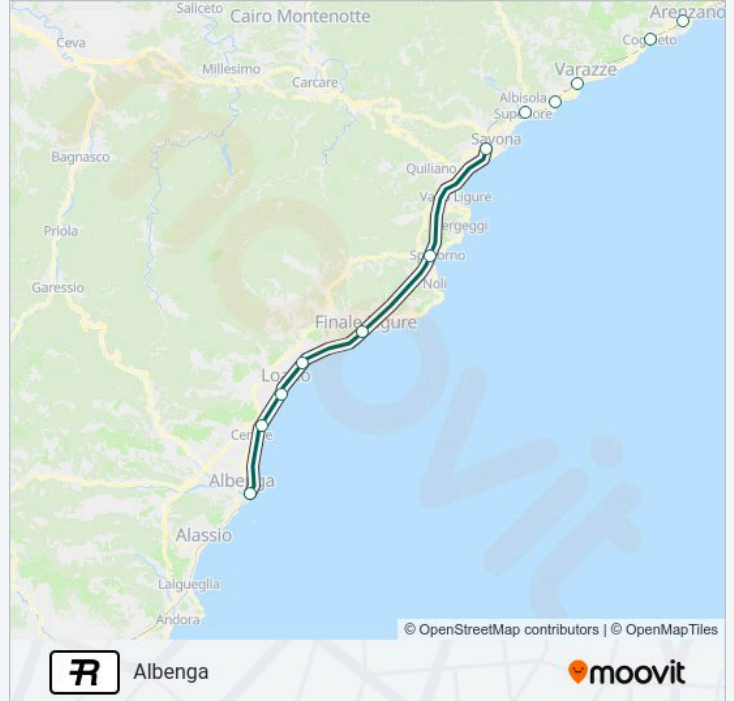 Saliceto
Cairo Montenotte
Arenzano
Ceva
Cogoleto
Millesimo
Varazze
Carcare
Albisola
Superiore
Savona
Bagnasco
Quiliano
Vado Ligure
Bergeggi
Priola
Spotorno
Garessio
Noli
Finale Ligure
Loano
Ceriale
Albenga
Alassio
Laigueglia
Andora
moovit
© OpenStreetMap contributors | © OpenMapTiles
R Albenga
moovit